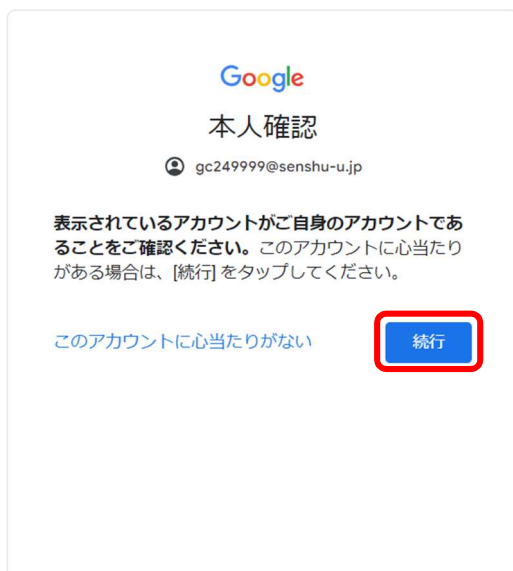 Google
本人確認
gc249999@senshu-u.jp
表示されているアカウントがご自身のアカウントであ
ることをご確認ください。このアカウントに心当たり
がある場合は、[続行] をタップしてください。
このアカウントに心当たりがない
続行